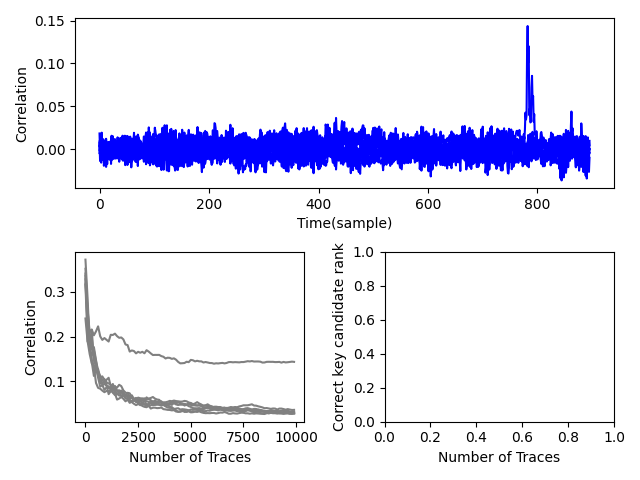 0.15
0.10
0.05
0.00
Correlation
0 200 400 600 800
Time(sample)
0.3
0.2
0.1
Correlation
0 2500 5000 7500 10000
Number of Traces
1.0
0.8
0.6
0.4
0.2
0.0
Correct key candidate rank
0.0 0.2 0.4 0.6 0.8 1.0
Number of Traces